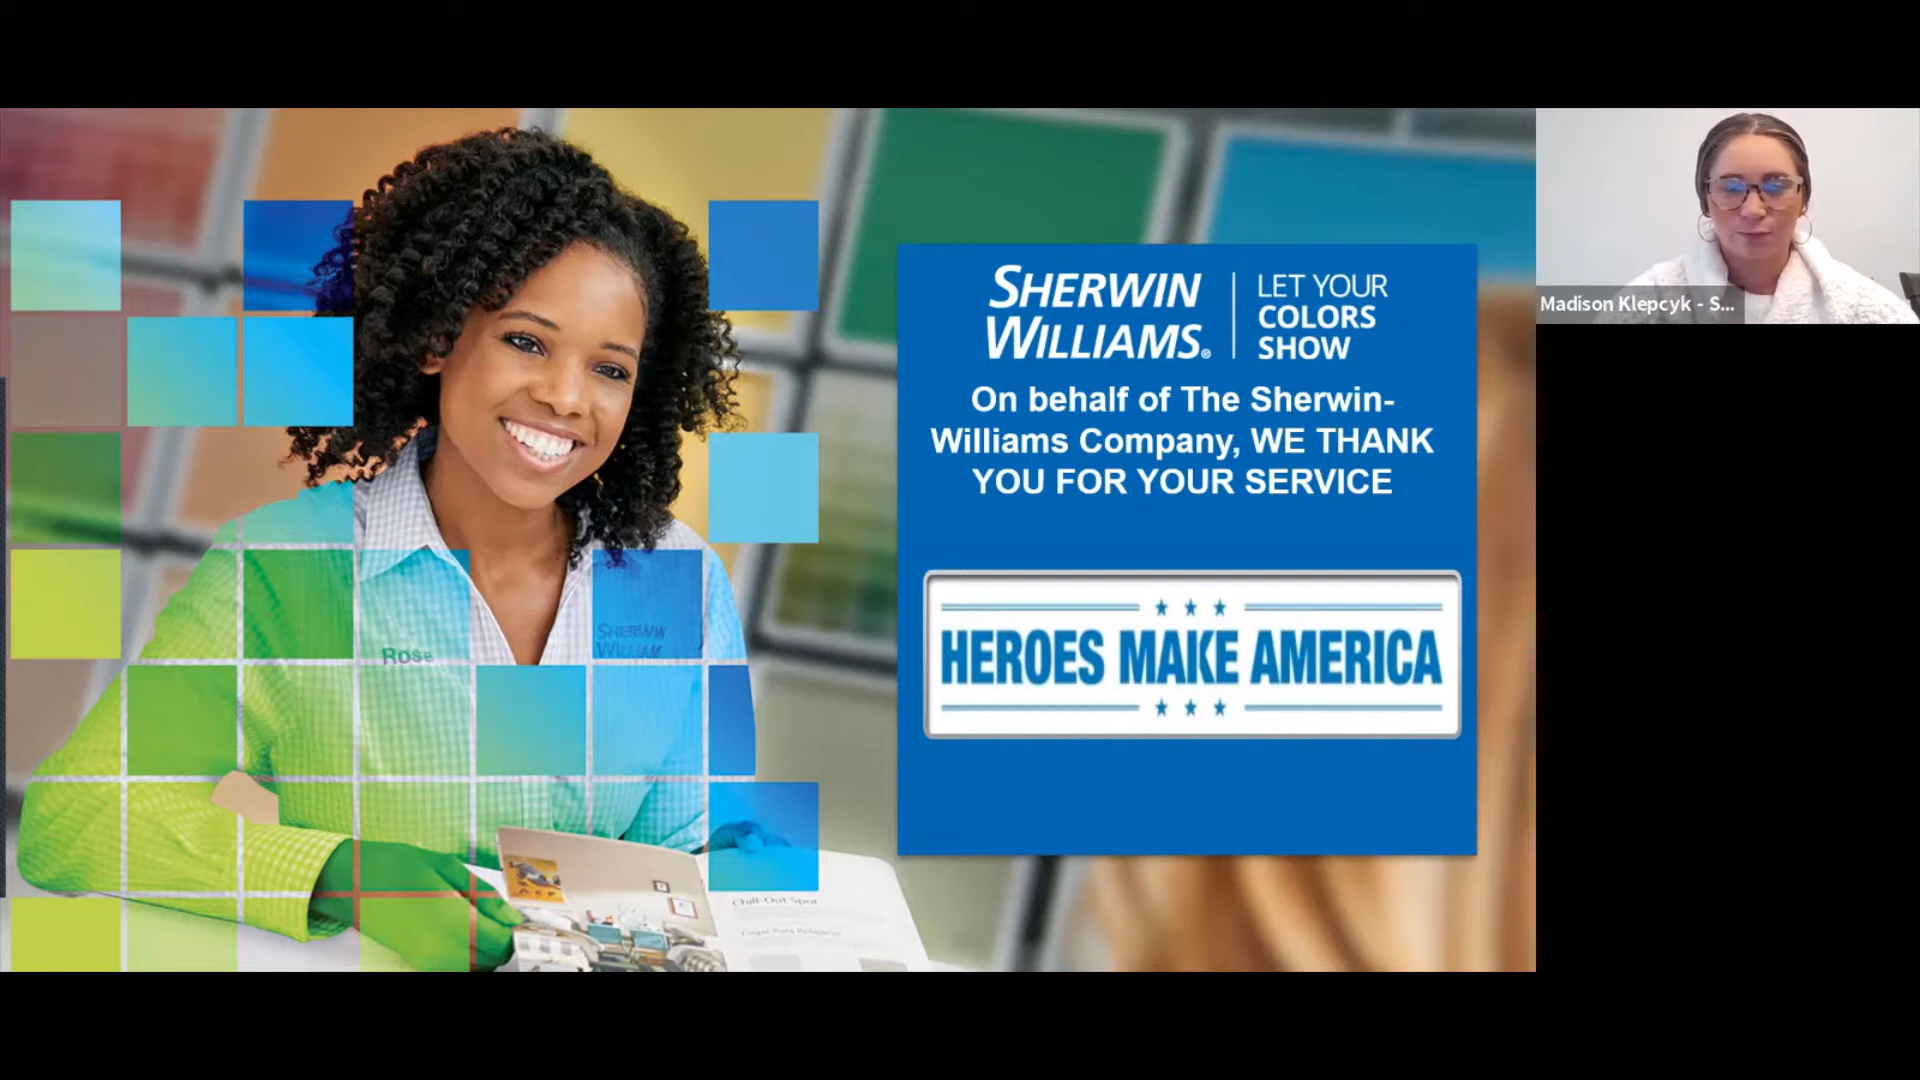 SHERWIN
WILLIAMS®
LET YOUR
COLORS
SHOW
On behalf of The Sherwin-
Williams Company, WE THANK
YOU FOR YOUR SERVICE
HEROES MAKE AMERICA
Madison Klepcyk - S...
Rose
SHERWIN
WILLIAM
Chill-Out Spot